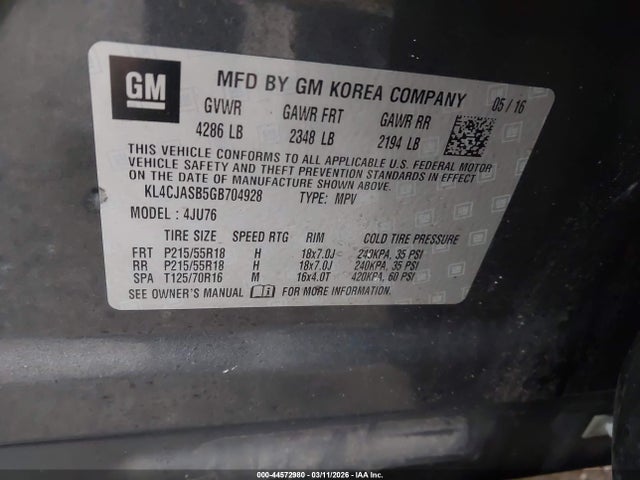 GM
MFD BY GM KOREA COMPANY 05 / 16
GVWR GAWR FRT GAWR RR
4286 LB 2348 LB 2194 LB
THIS VEHICLE CONFORMS TO ALL APPLICABLE U.S. FEDERAL MOTOR
VEHICLE SAFETY AND THEFT PREVENTION STANDARDS IN EFFECT
ON THE DATE OF MANUFACTURE SHOWN ABOVE.
KL4CJASB5GB704928 TYPE: MPV
MODEL : 4JU76
TIRE SIZE SPEED RTG RIM COLD TIRE PRESSURE
FRT P215/55R18 H 18x7.0J 240KPA, 35 PSI
RR P215/55R18 H 18x7.0J 240KPA, 35 PSI
SPA T125/70R16 M 16x4.0T 420KPA, 60 PSI
SEE OWNER'S MANUAL FOR MORE INFORMATION.
000-44572980 - 03/11/2026 - IAAI Inc.